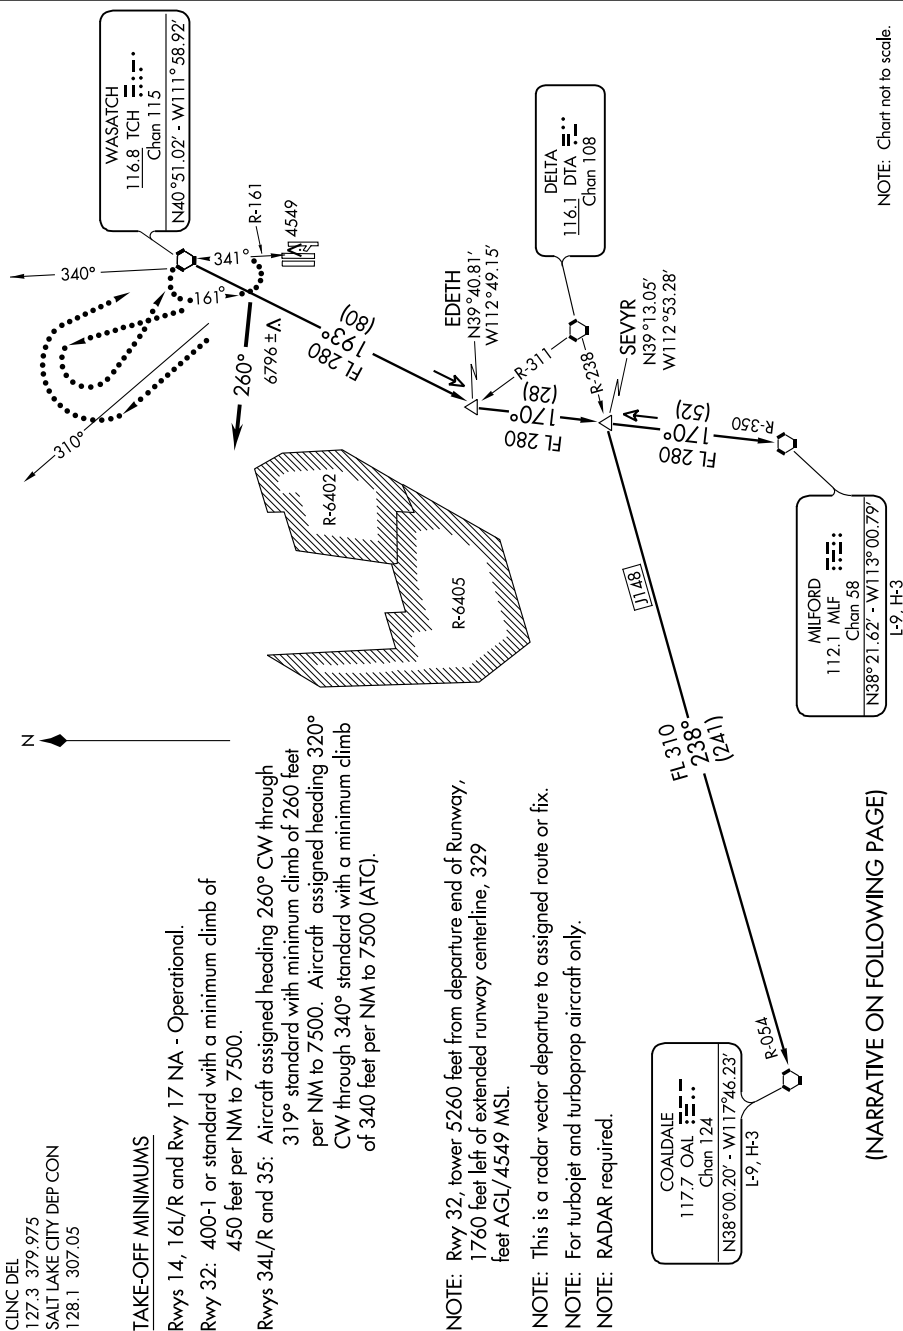 CLNC DEL
127.3 379.975
SALT LAKE CITY DEP CON
128.1 307.05
TAKE-OFF MINIMUMS
Rwys 14, 16L/R and Rwy 17 NA - Operational.
Rwy 32: 400-1 or standard with a minimum climb of
450 feet per NM to 7500.
Rwys 34L/R and 35: Aircraft assigned heading 260° CW through
319° standard with minimum climb of 260 feet
per NM to 7500. Aircraft assigned heading 320°
CW through 340° standard with a minimum climb
of 340 feet per NM to 7500 (ATC).
NOTE: Rwy 32, tower 5260 feet from departure end of Runway,
1760 feet left of extended runway centerline, 329
feet AGL/4549 MSL.
NOTE: This is a radar vector departure to assigned route or fix.
NOTE: For turbojet and turboprop aircraft only.
NOTE: RADAR required.
N
310°
340°
WASATCH
116.8 TCH
Chan 115
N40°51.02' - W111°58.92'
341°
R-161
161°
4549
260°
6796 ±
FL 280
193°
(80)
R-6402
R-6405
EDETH
N39°40.81'
W112°49.15'
DELTA
116.1 DTA
Chan 108
R-311
R-238
FL 280
170°
(28)
SEVYR
N39°13.05'
W112°53.28'
FL 280
170°
(52)
R-350
J148
FL 310
238°
(241)
R-054
COALDALE
117.7 OAL
Chan 124
N38°00.20' - W117°46.23'
L-9, H-3
MILFORD
112.1 MLF
Chan 58
N38°21.62' - W113°00.79'
L-9, H-3
NOTE: Chart not to scale.
(NARRATIVE ON FOLLOWING PAGE)